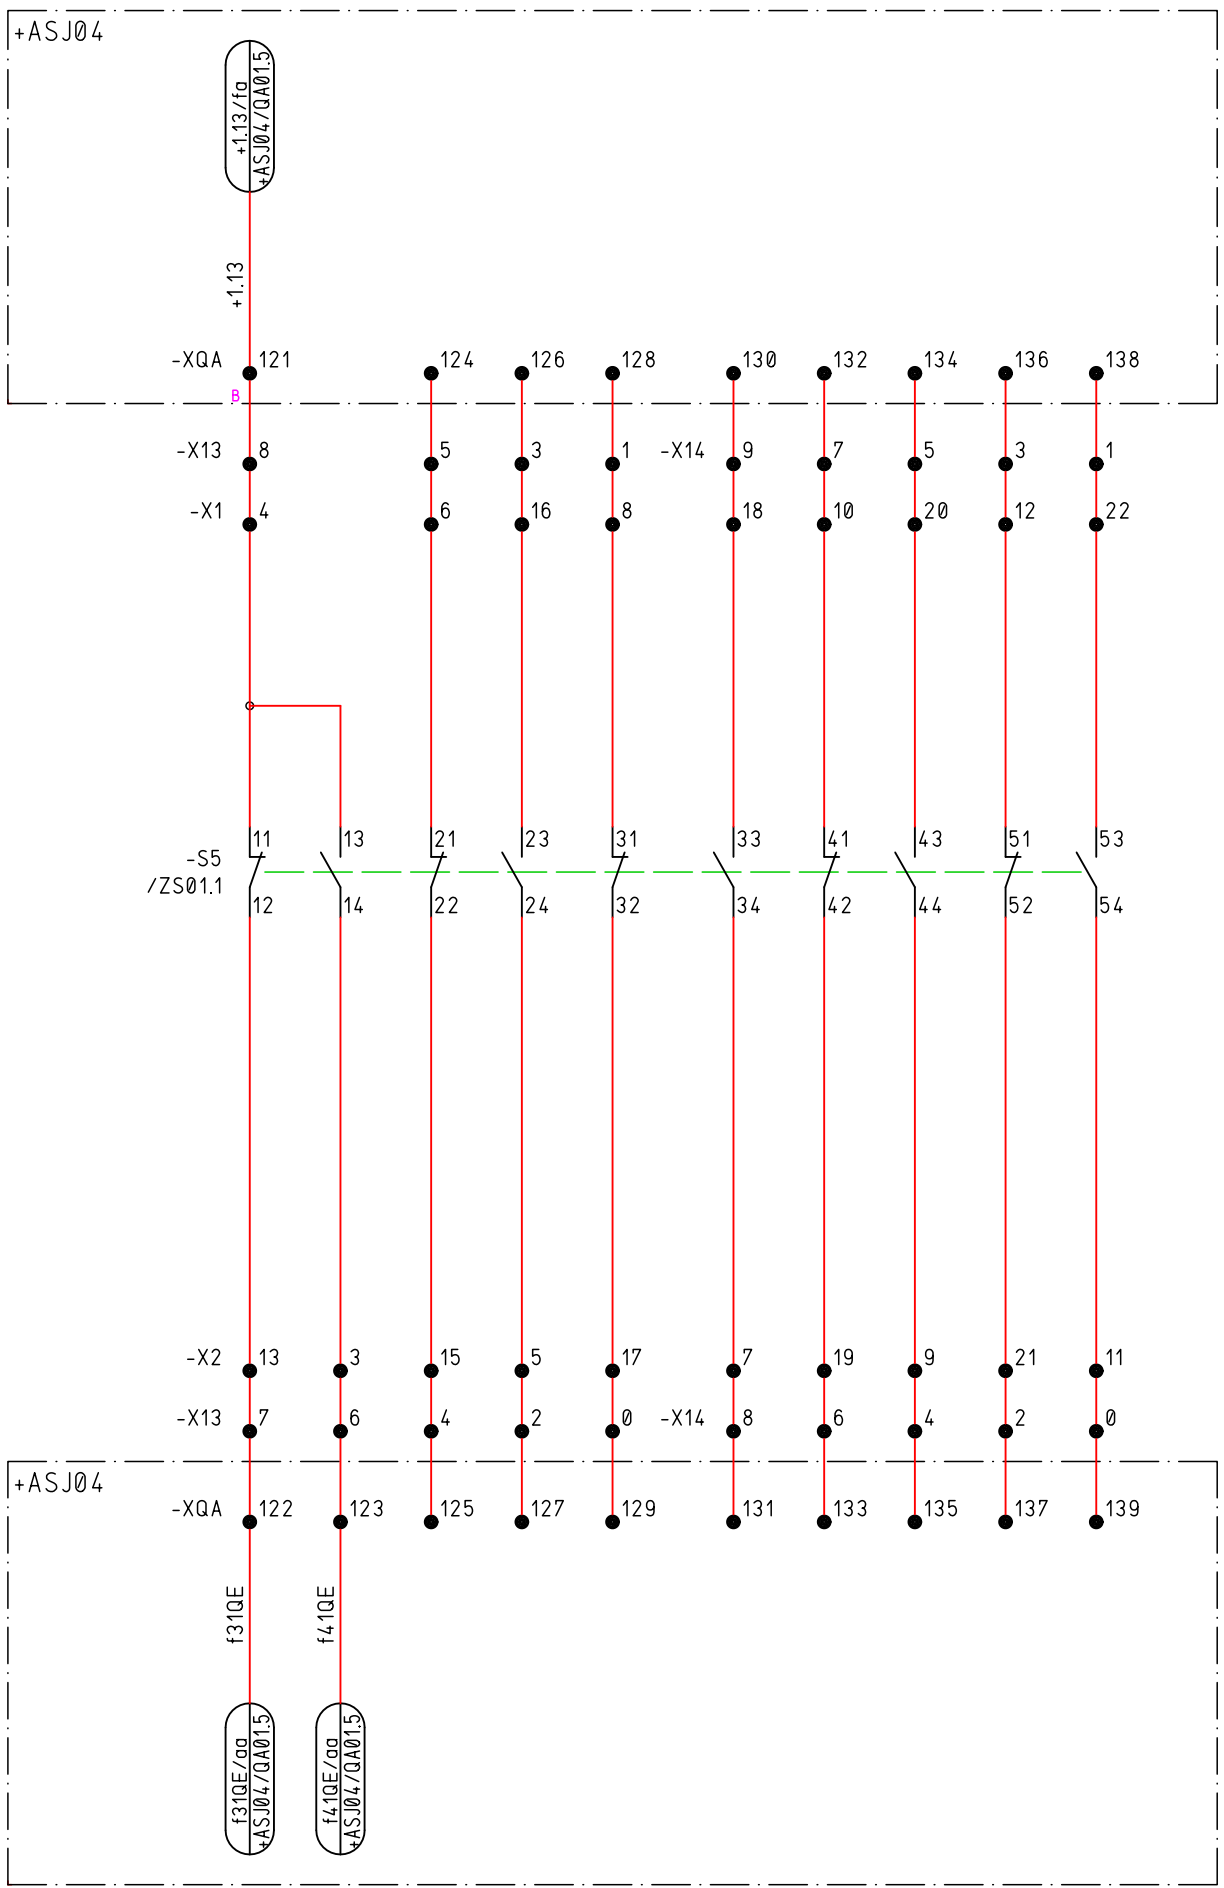 +ASJ04
+1.13/fa
+ASJ04/QA01.5
+1.13
-XQA 121 124 126 128 130 132 134 136 138
B
-X13 8 5 3 1 -X14 9 7 5 3 1
-X1 4 6 16 8 18 10 20 12 22
11 13 21 23 31 33 41 43 51 53
-S5
/ZS01.1
12 14 22 24 32 34 42 44 52 54
-X2 13 3 15 5 17 7 19 9 21 11
-X13 7 6 4 2 0 -X14 8 6 4 2 0
+ASJ04
-XQA 122 123 125 127 129 131 133 135 137 139
f31QE
f41QE
f31QE/aa
+ASJ04/QA01.5
f41QE/aa
+ASJ04/QA01.5